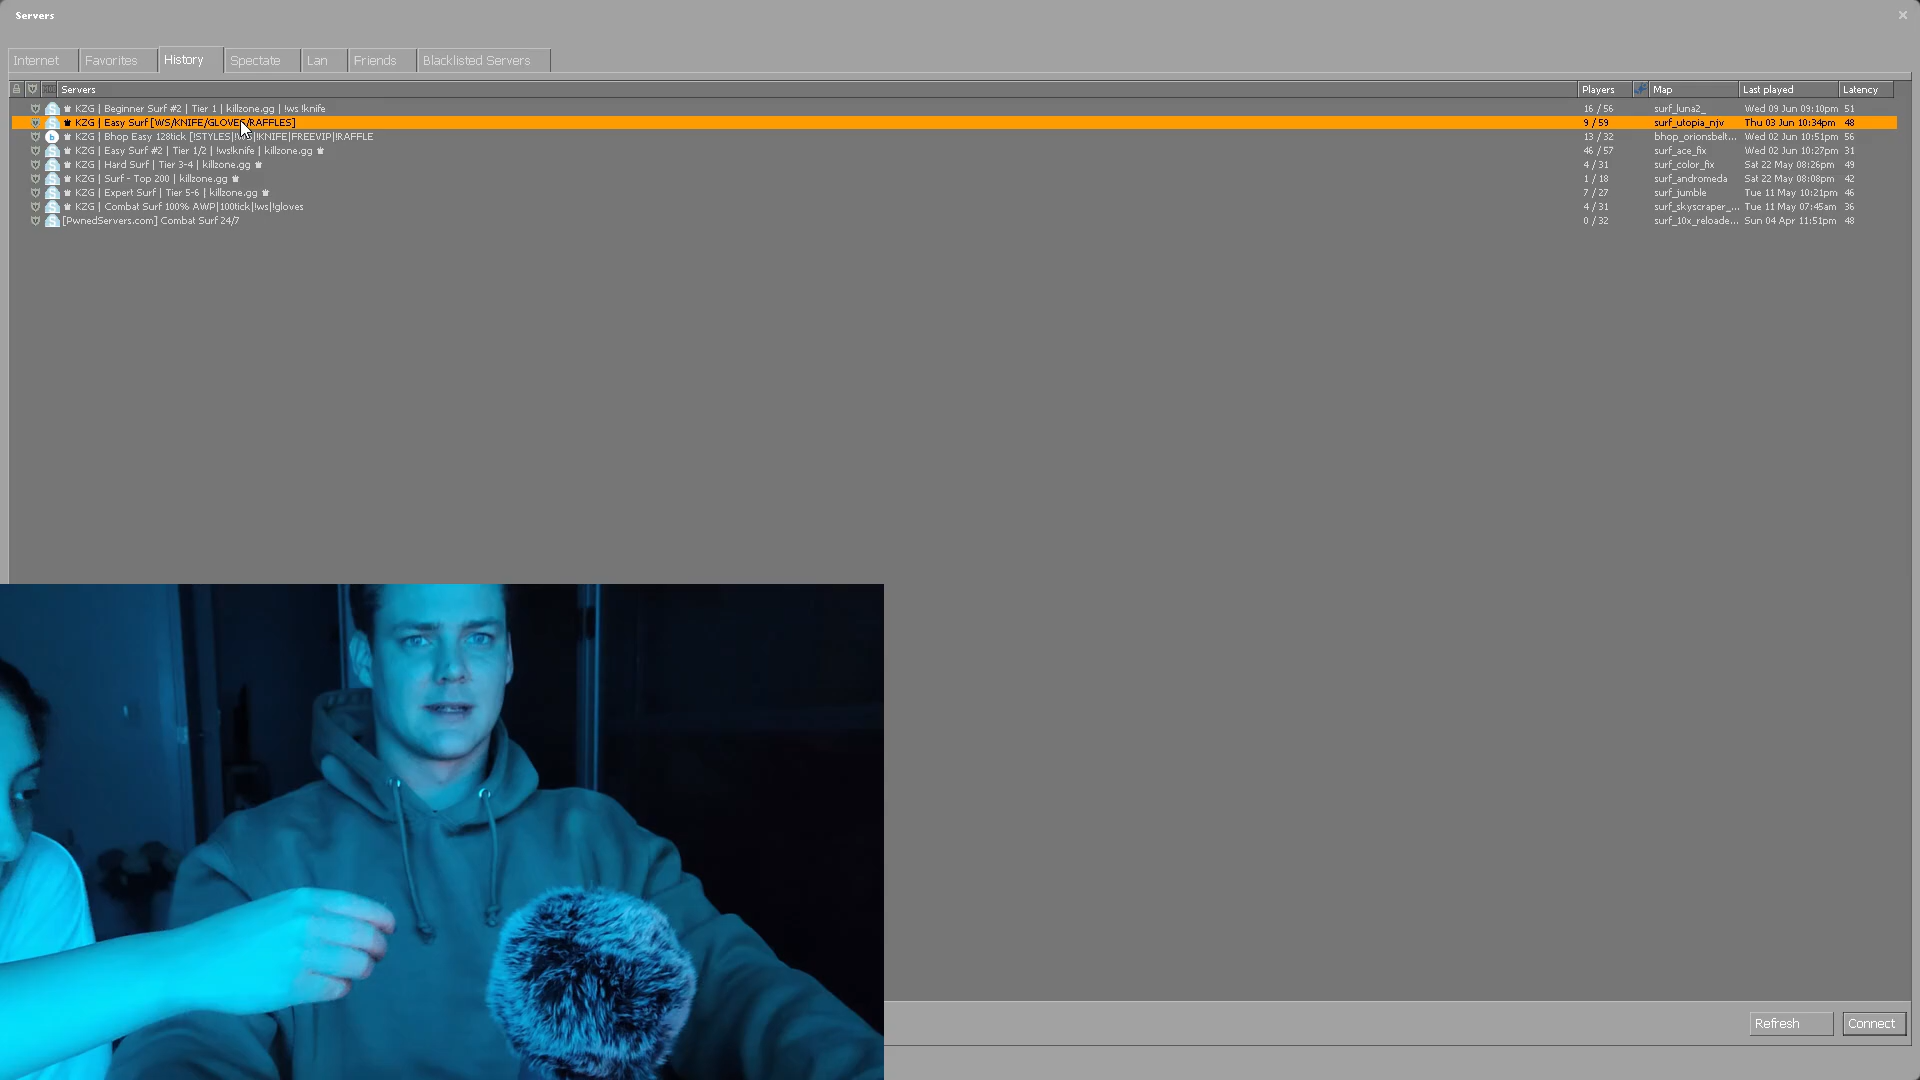 Servers
Internet Favorites History Spectate Lan Friends Blacklisted Servers
Servers Players Map Last played Latency
KZG | Beginner Surf #2 | Tier 1 | killzone.gg | !ws !knife 16 / 56 surf_luna2_ Wed 09 Jun 09:10pm 51
KZG | Easy Surf [WS/KNIFE/GLOVES/RAFFLES] 9 / 59 surf_utopia_njv Thu 03 Jun 10:34pm 48
KZG | Bhop Easy 128tick [!STYLES|!WS|!KNIFE|FREEVIP|!RAFFLE 13 / 32 bhop_orionsbelt... Wed 02 Jun 10:51pm 56
KZG | Easy Surf #2 | Tier 1/2 | !ws!knife | killzone.gg 46 / 57 surf_ace_fix Wed 02 Jun 10:27pm 31
KZG | Hard Surf | Tier 3-4 | killzone.gg 4 / 31 surf_color_fix Sat 22 May 08:26pm 49
KZG | Surf - Top 200 | killzone.gg 1 / 18 surf_andromeda Sat 22 May 08:08pm 42
KZG | Expert Surf | Tier 5-6 | killzone.gg 7 / 27 surf_jumble Tue 11 May 10:21pm 46
KZG | Combat Surf 100% AWP|100tick|!ws|!gloves 4 / 31 surf_skyscraper_... Tue 11 May 07:45am 36
[PwnedServers.com] Combat Surf 24/7 0 / 32 surf_10x_reloade... Sun 04 Apr 11:51pm 48
Refresh Connect